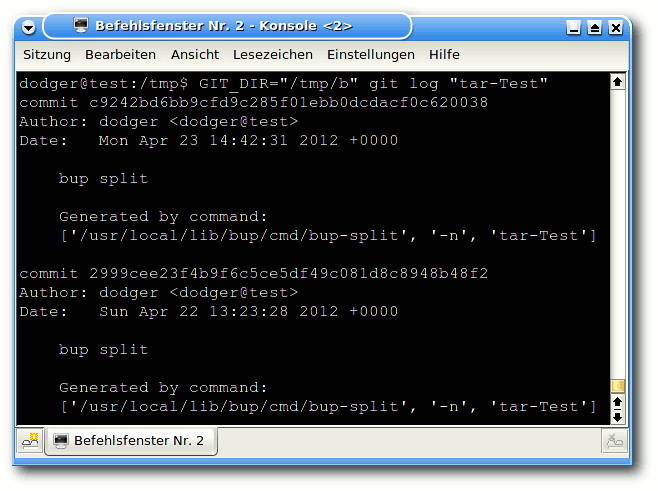 Befehlsfenster Nr. 2 - Konsole <2>
Sitzung Bearbeiten Ansicht Lesezeichen Einstellungen Hilfe
dodger@test:/tmp$ GIT_DIR="/tmp/b" git log "tar-Test"
commit c9242bd6bb9cfd9c285f01ebb0dcdacf0c620038
Author: dodger <dodger@test>
Date:   Mon Apr 23 14:42:31 2012 +0000
bup split
Generated by command:
['/usr/local/lib/bup/cmd/bup-split', '-n', 'tar-Test']
commit 2999cee23f4b9f6c5ce5df49c081d8c8948b48f2
Author: dodger <dodger@test>
Date:   Sun Apr 22 13:23:28 2012 +0000
bup split
Generated by command:
['/usr/local/lib/bup/cmd/bup-split', '-n', 'tar-Test']
Befehlsfenster Nr. 2